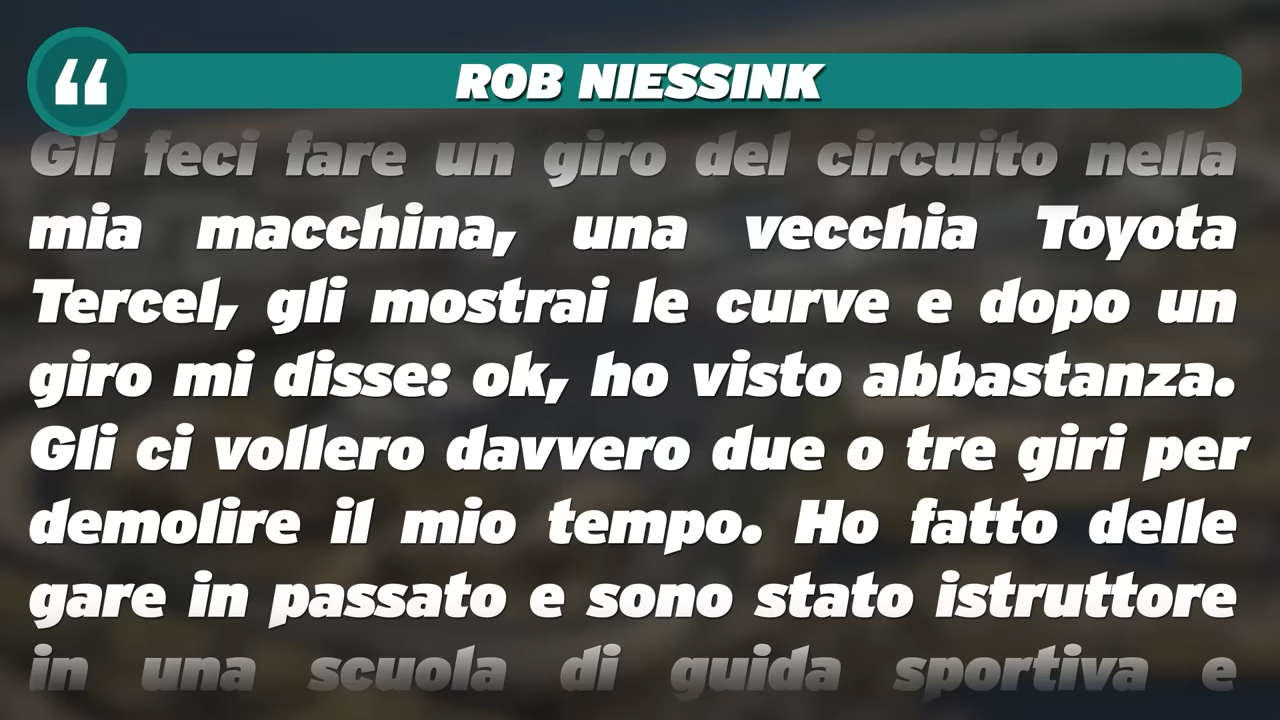 ROB NIESSINK
Gli feci fare un giro del circuito nella
mia macchina, una vecchia Toyota
Tercel, gli mostrai le curve e dopo un
giro mi disse: ok, ho visto abbastanza.
Gli ci vollero davvero due o tre giri per
demolire il mio tempo. Ho fatto delle
gare in passato e sono stato istruttore
in una scuola di guida sportiva e